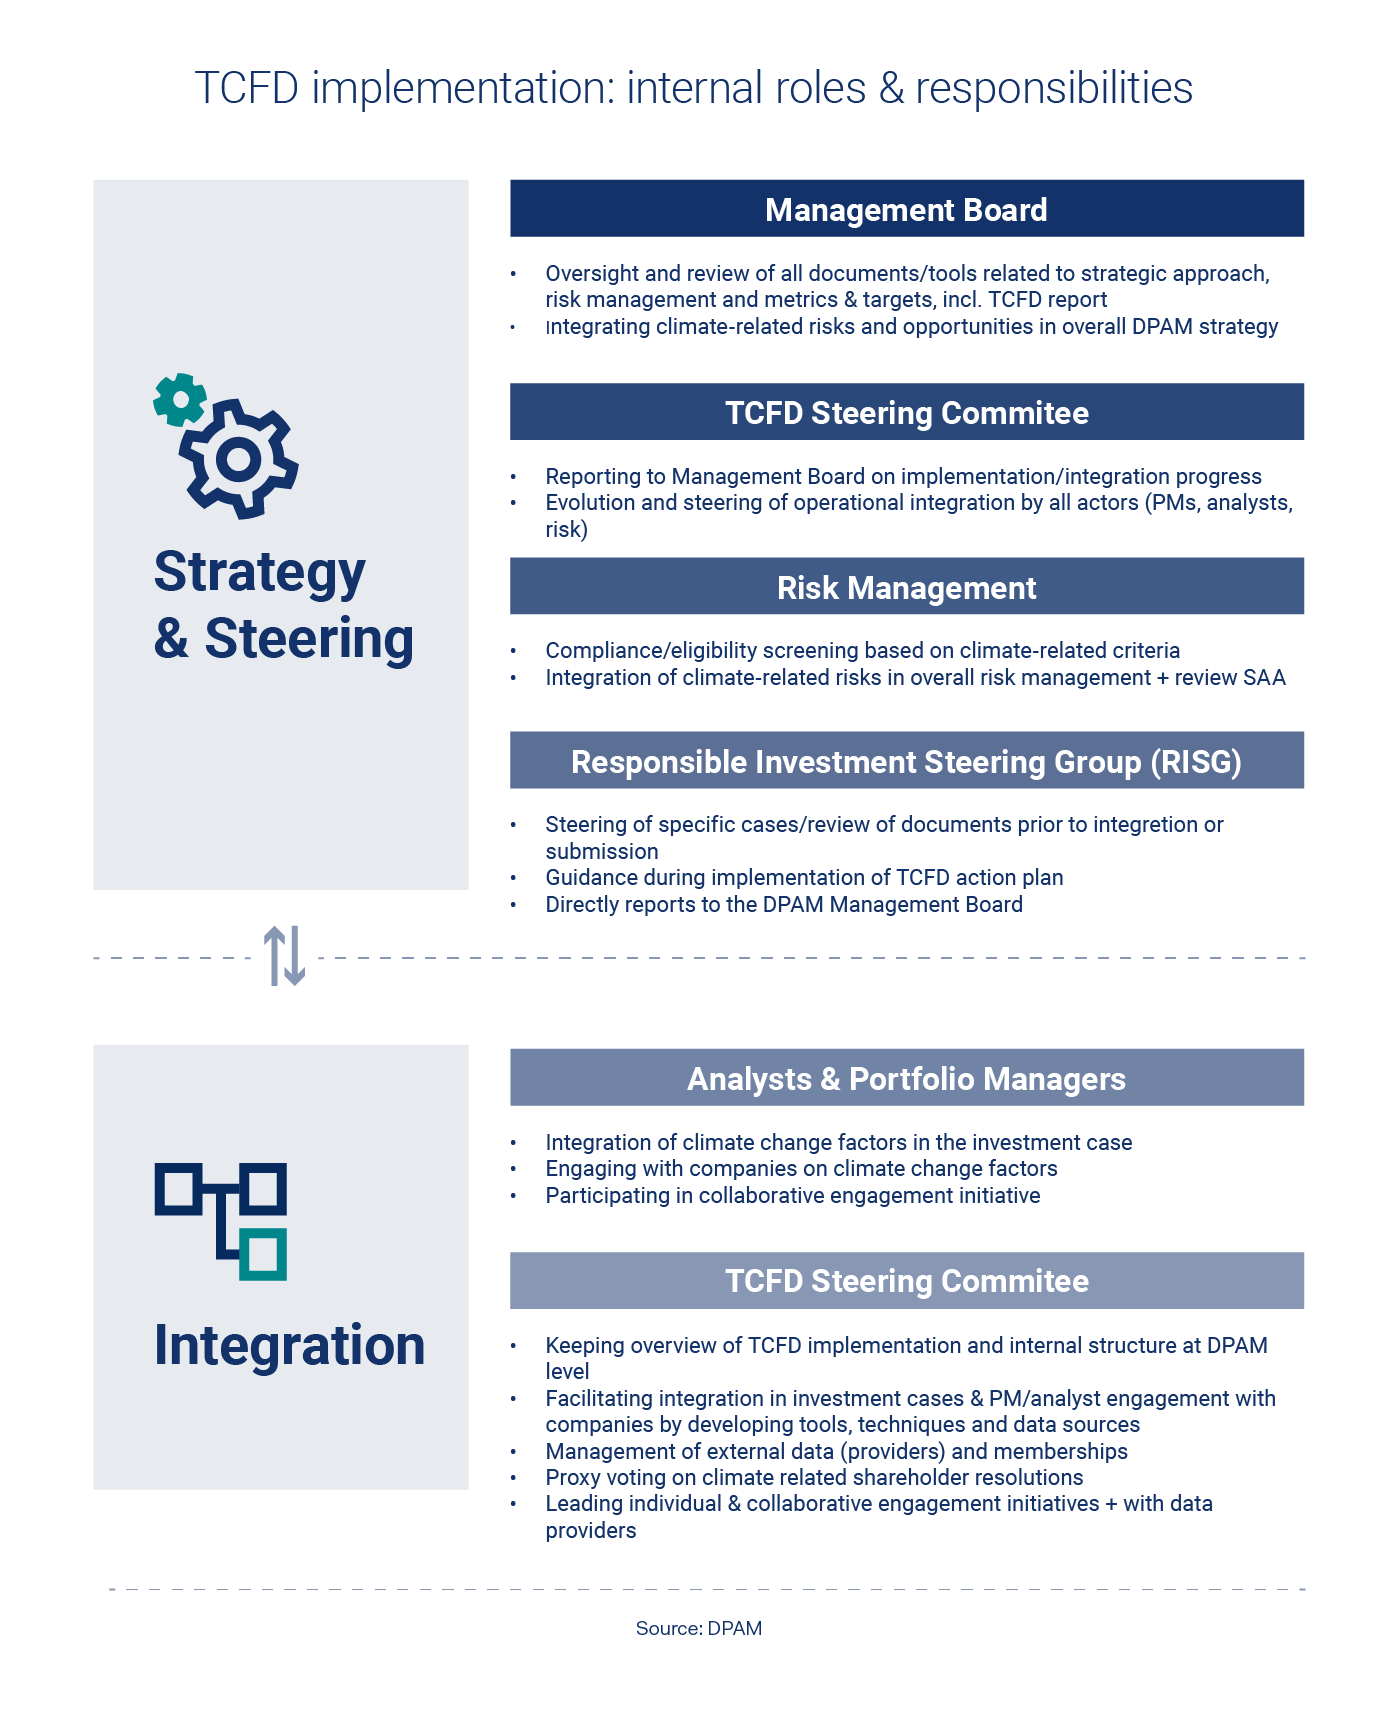 TCFD implementation: internal roles & responsibilities
Strategy
& Steering
Management Board
• Oversight and review of all documents/tools related to strategic approach,
risk management and metrics & targets, incl. TCFD report
• Integrating climate-related risks and opportunities in overall DPAM strategy
TCFD Steering Commitee
• Reporting to Management Board on implementation/integration progress
• Evolution and steering of operational integration by all actors (PMs, analysts,
risk)
Risk Management
• Compliance/eligibility screening based on climate-related criteria
• Integration of climate-related risks in overall risk management + review SAA
Responsible Investment Steering Group (RISG)
• Steering of specific cases/review of documents prior to integretion or
submission
• Guidance during implementation of TCFD action plan
• Directly reports to the DPAM Management Board
Integration
Analysts & Portfolio Managers
• Integration of climate change factors in the investment case
• Engaging with companies on climate change factors
• Participating in collaborative engagement initiative
TCFD Steering Commitee
• Keeping overview of TCFD implementation and internal structure at DPAM
level
• Facilitating integration in investment cases & PM/analyst engagement with
companies by developing tools, techniques and data sources
• Management of external data (providers) and memberships
• Proxy voting on climate related shareholder resolutions
• Leading individual & collaborative engagement initiatives + with data
providers
Source: DPAM